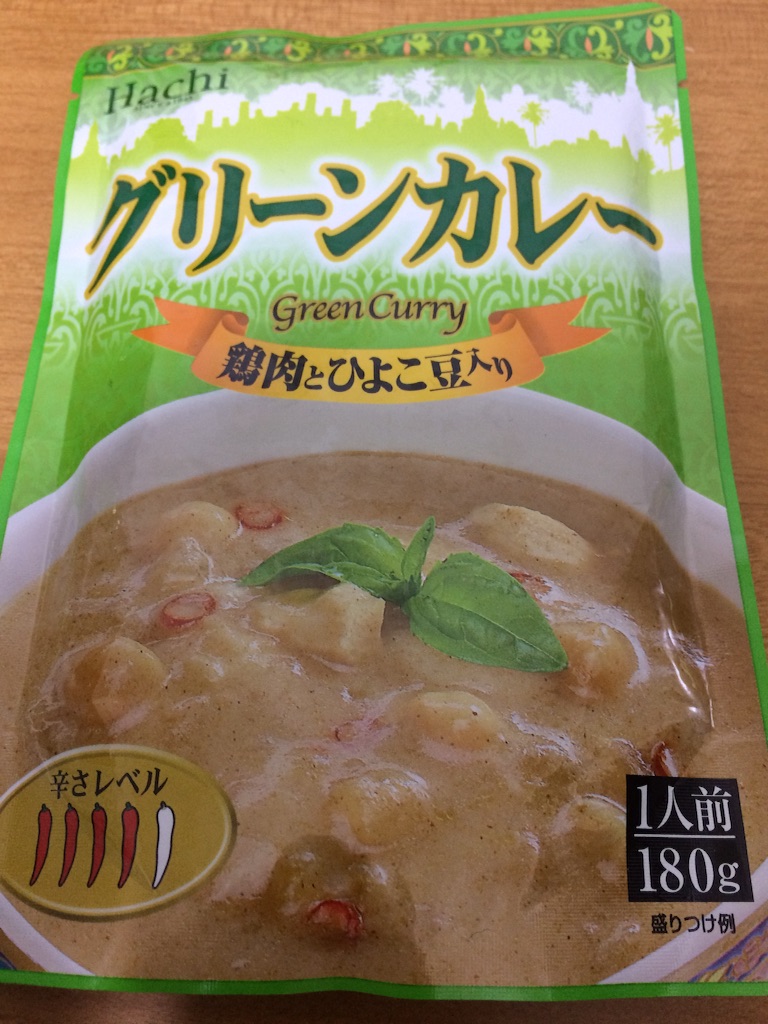 Hachi
グリーンカレー
Green Curry
鶏肉とひよこ豆入り
辛さレベル
1人前
180g
盛りつけ例